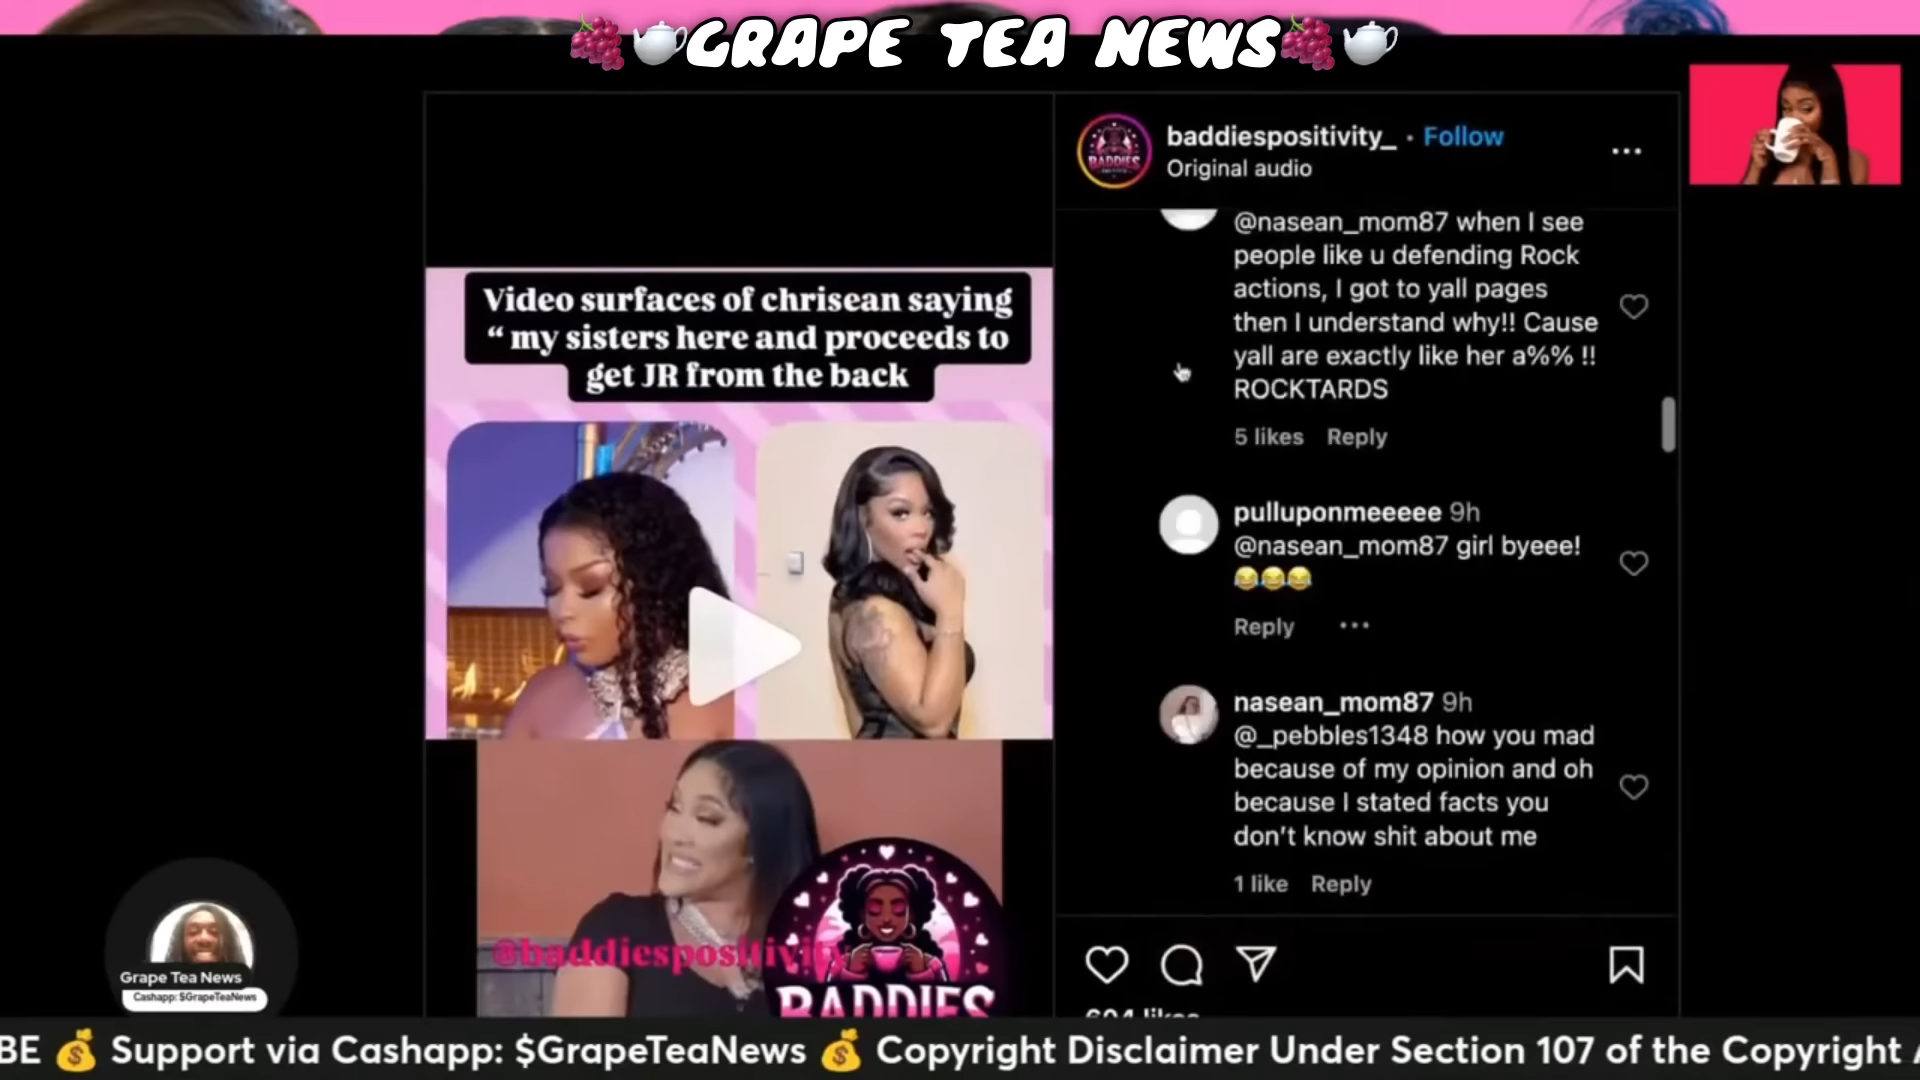 GRAPE TEA NEWS
baddiespositivity_ • Follow
Original audio
Video surfaces of chrisean saying
“ my sisters here and proceeds to
get JR from the back
@nasean_mom87 when I see
people like u defending Rock
actions, I got to yall pages
then I understand why!! Cause
yall are exactly like her a%% !!
ROCKTARDS
5 likes Reply
pulluponmeeeee 9h
@nasean_mom87 girl byeee!
😂😂😂
Reply ...
nasean_mom87 9h
@_pebbles1348 how you mad
because of my opinion and oh
because I stated facts you
don't know shit about me
1 like Reply
@baddiespositivity
BADDIES
BADDIES
Grape Tea News
Cashapp: $GrapeTeaNews
604 likes
BE 💰 Support via Cashapp: $GrapeTeaNews 💰 Copyright Disclaimer Under Section 107 of the Copyright A